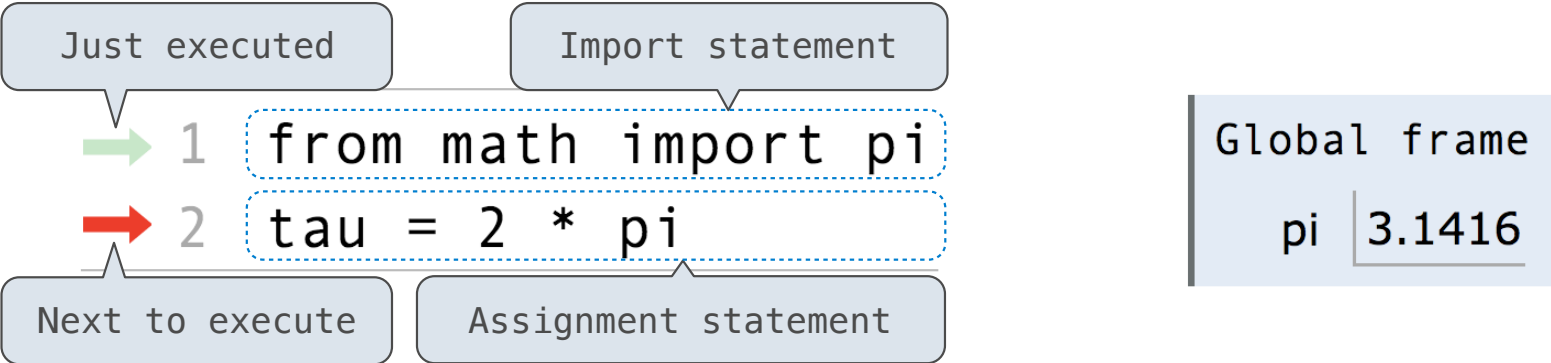 Just executed
Import statement
1 from math import pi
2 tau = 2 * pi
Next to execute
Assignment statement
Global frame
pi 3.1416